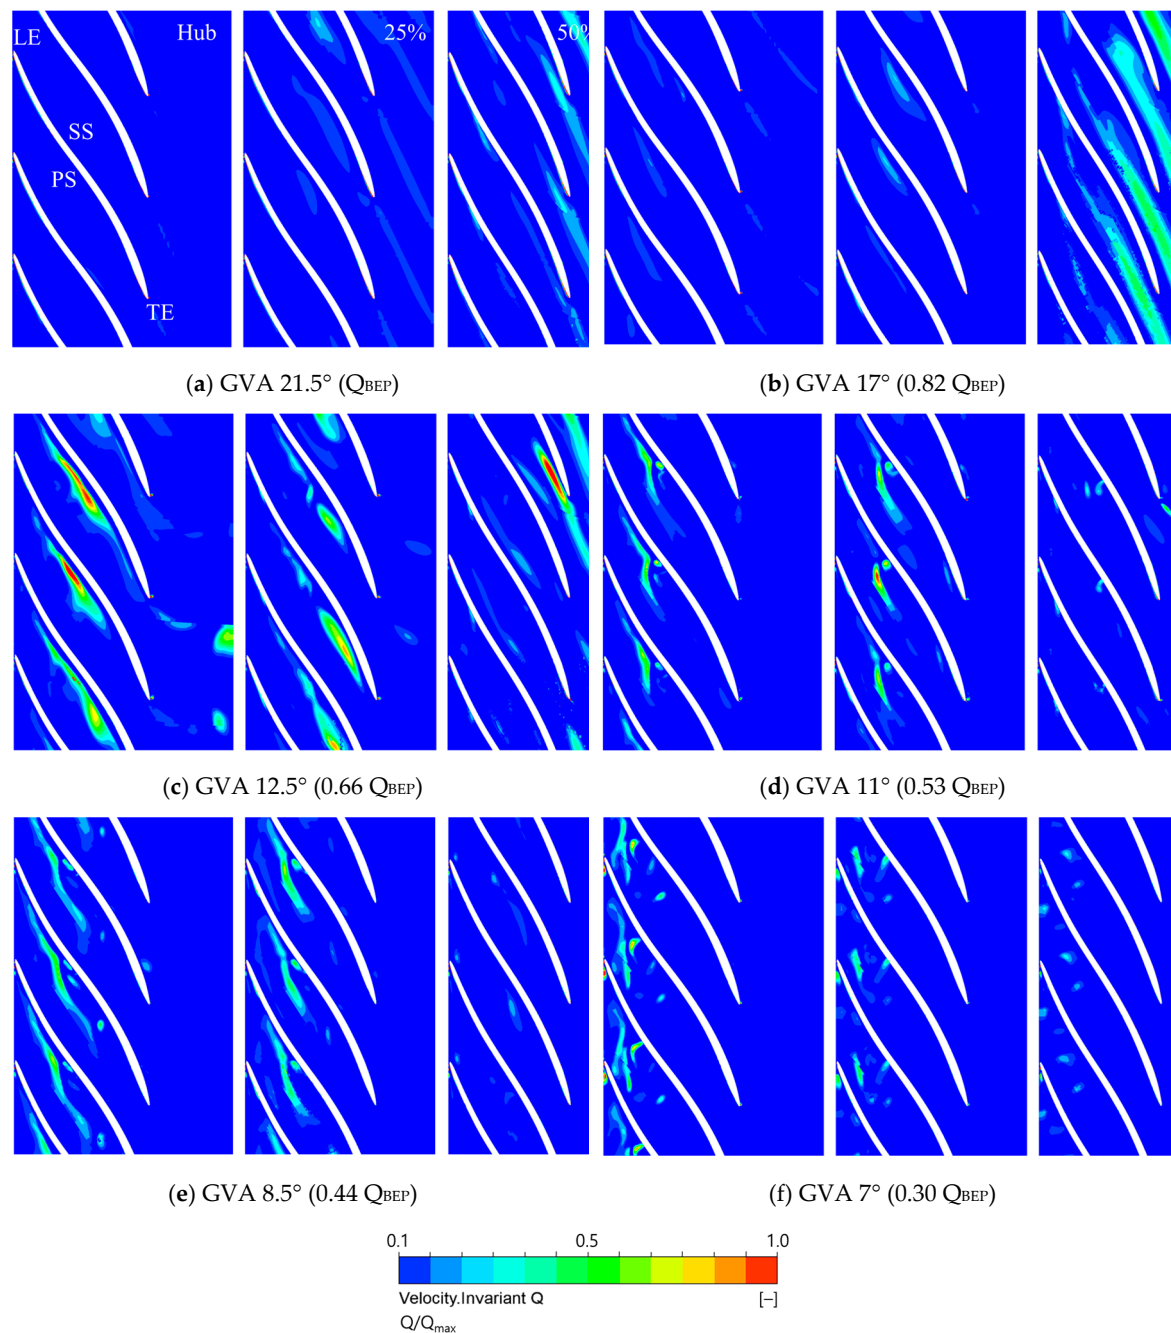 LE Hub 25% 50%
SS
PS
TE
(a) GVA 21.5° (QBEP)
(b) GVA 17° (0.82 QBEP)
(c) GVA 12.5° (0.66 QBEP)
(d) GVA 11° (0.53 QBEP)
(e) GVA 8.5° (0.44 QBEP)
(f) GVA 7° (0.30 QBEP)
0.1 0.5 1.0
Velocity.Invariant Q [–]
Q/Qmax